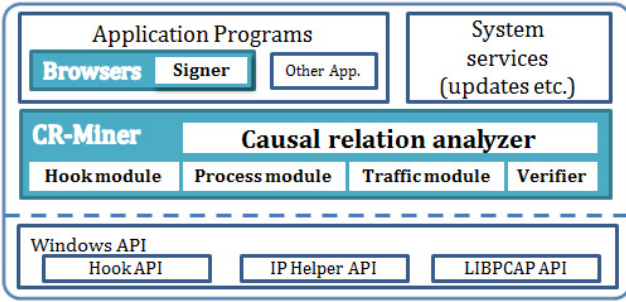 Application Programs
Browsers
Signer
Other App.
System
services
(updates etc.)
CR-Miner
Causal relation analyzer
Hook module
Process module
Traffic module
Verifier
Windows API
Hook API
IP Helper API
LIBPCAP API